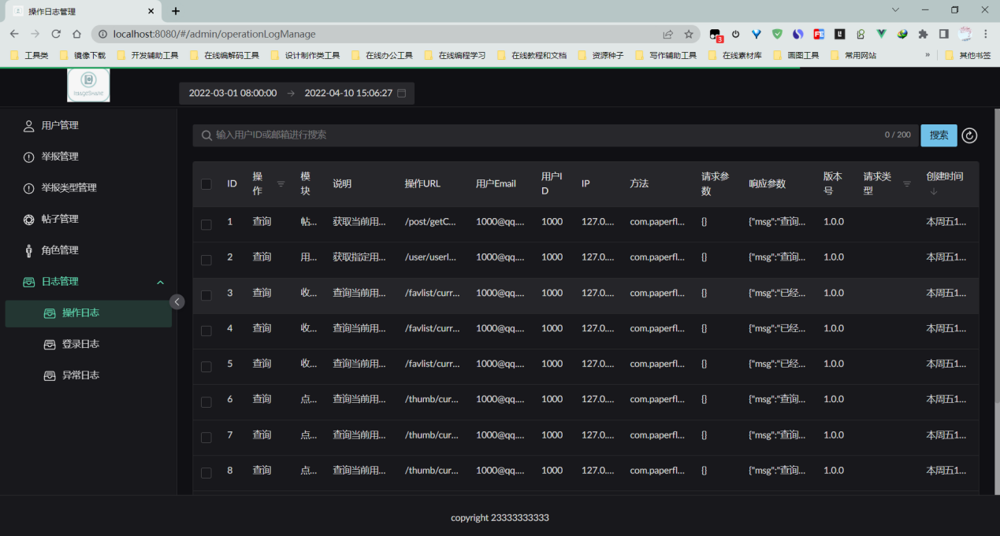 操作日志管理
localhost:8080/#/admin/operationLogManage
3
工具类 镜像下载 开发辅助工具 在线编解码工具 设计制作类工具 在线办公工具 在线编程学习 在线教程和文档 资源种子 写作辅助工具 在线素材库 画图工具 常用网站 » 其他书签
ImageShare
2022-03-01 08:00:00 → 2022-04-10 15:06:27
用户管理
举报管理
举报类型管理
帖子管理
角色管理
日志管理
操作日志
登录日志
异常日志
输入用户ID或邮箱进行搜索 0 / 200 搜索
ID 操作 模块 说明 操作URL 用户Email 用户ID IP 方法 请求参数 响应参数 版本号 请求类型 创建时间
1 查询 帖... 获取当前用... /post/getC... 1000@qq.... 1000 127.0.... com.paperfl... {} {"msg":"查询... 1.0.0 本周五1...
2 查询 用... 获取指定用... /user/userI... 1000@qq.... 1000 127.0.... com.paperfl... {} {"msg":"查询... 1.0.0 本周五1...
3 查询 收... 查询当前用... /favlist/curr... 1000@qq.... 1000 127.0.... com.paperfl... {} {"msg":"已经... 1.0.0 本周五1...
4 查询 收... 查询当前用... /favlist/curr... 1000@qq.... 1000 127.0.... com.paperfl... {} {"msg":"已经... 1.0.0 本周五1...
5 查询 收... 查询当前用... /favlist/curr... 1000@qq.... 1000 127.0.... com.paperfl... {} {"msg":"已经... 1.0.0 本周五1...
6 查询 点... 查询当前用... /thumb/cur... 1000@qq.... 1000 127.0.... com.paperfl... {} {"msg":"查询... 1.0.0 本周五1...
7 查询 点... 查询当前用... /thumb/cur... 1000@qq.... 1000 127.0.... com.paperfl... {} {"msg":"查询... 1.0.0 本周五1...
8 查询 点... 查询当前用... /thumb/cur... 1000@qq.... 1000 127.0.... com.paperfl... {} {"msg":"查询... 1.0.0 本周五1...
copyright 23333333333